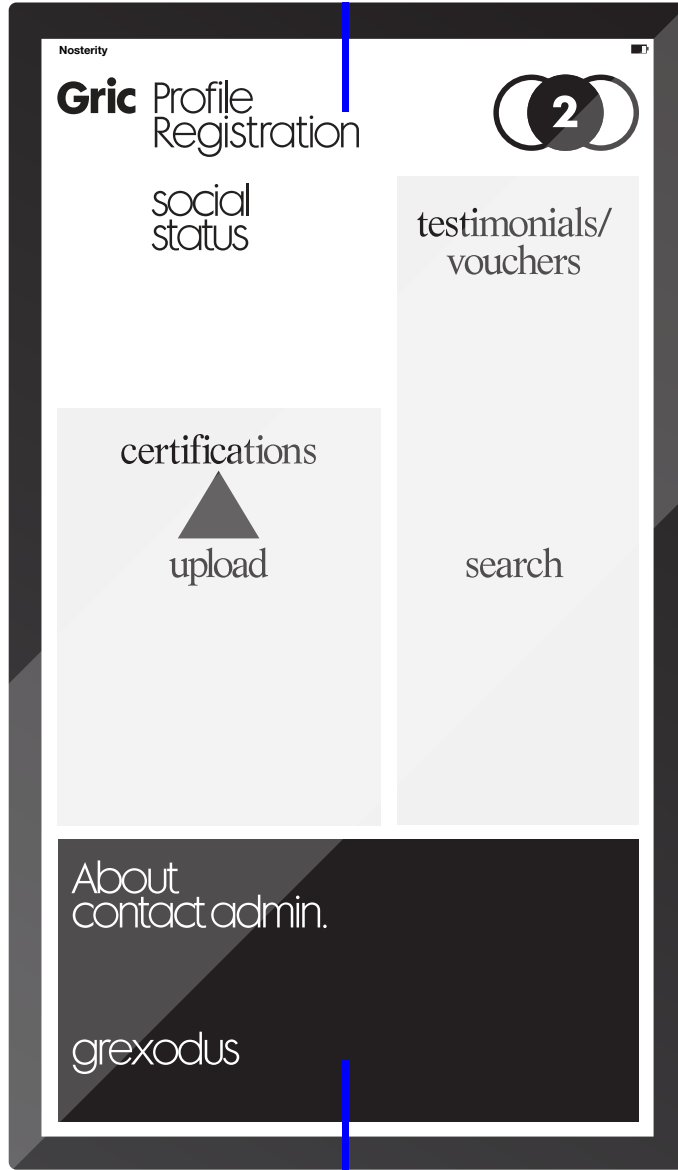 Nosterity
Gric Profile
Registration
2
social
status
testimonials/
vouchers
certifications
upload
search
About
contact admin.
grexodus